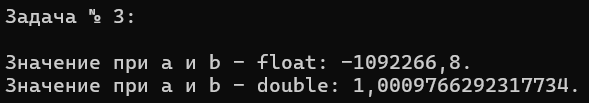 Задача № 3:
Значение при a и b - float: -1092266,8.
Значение при a и b - double: 1,0009766292317734.